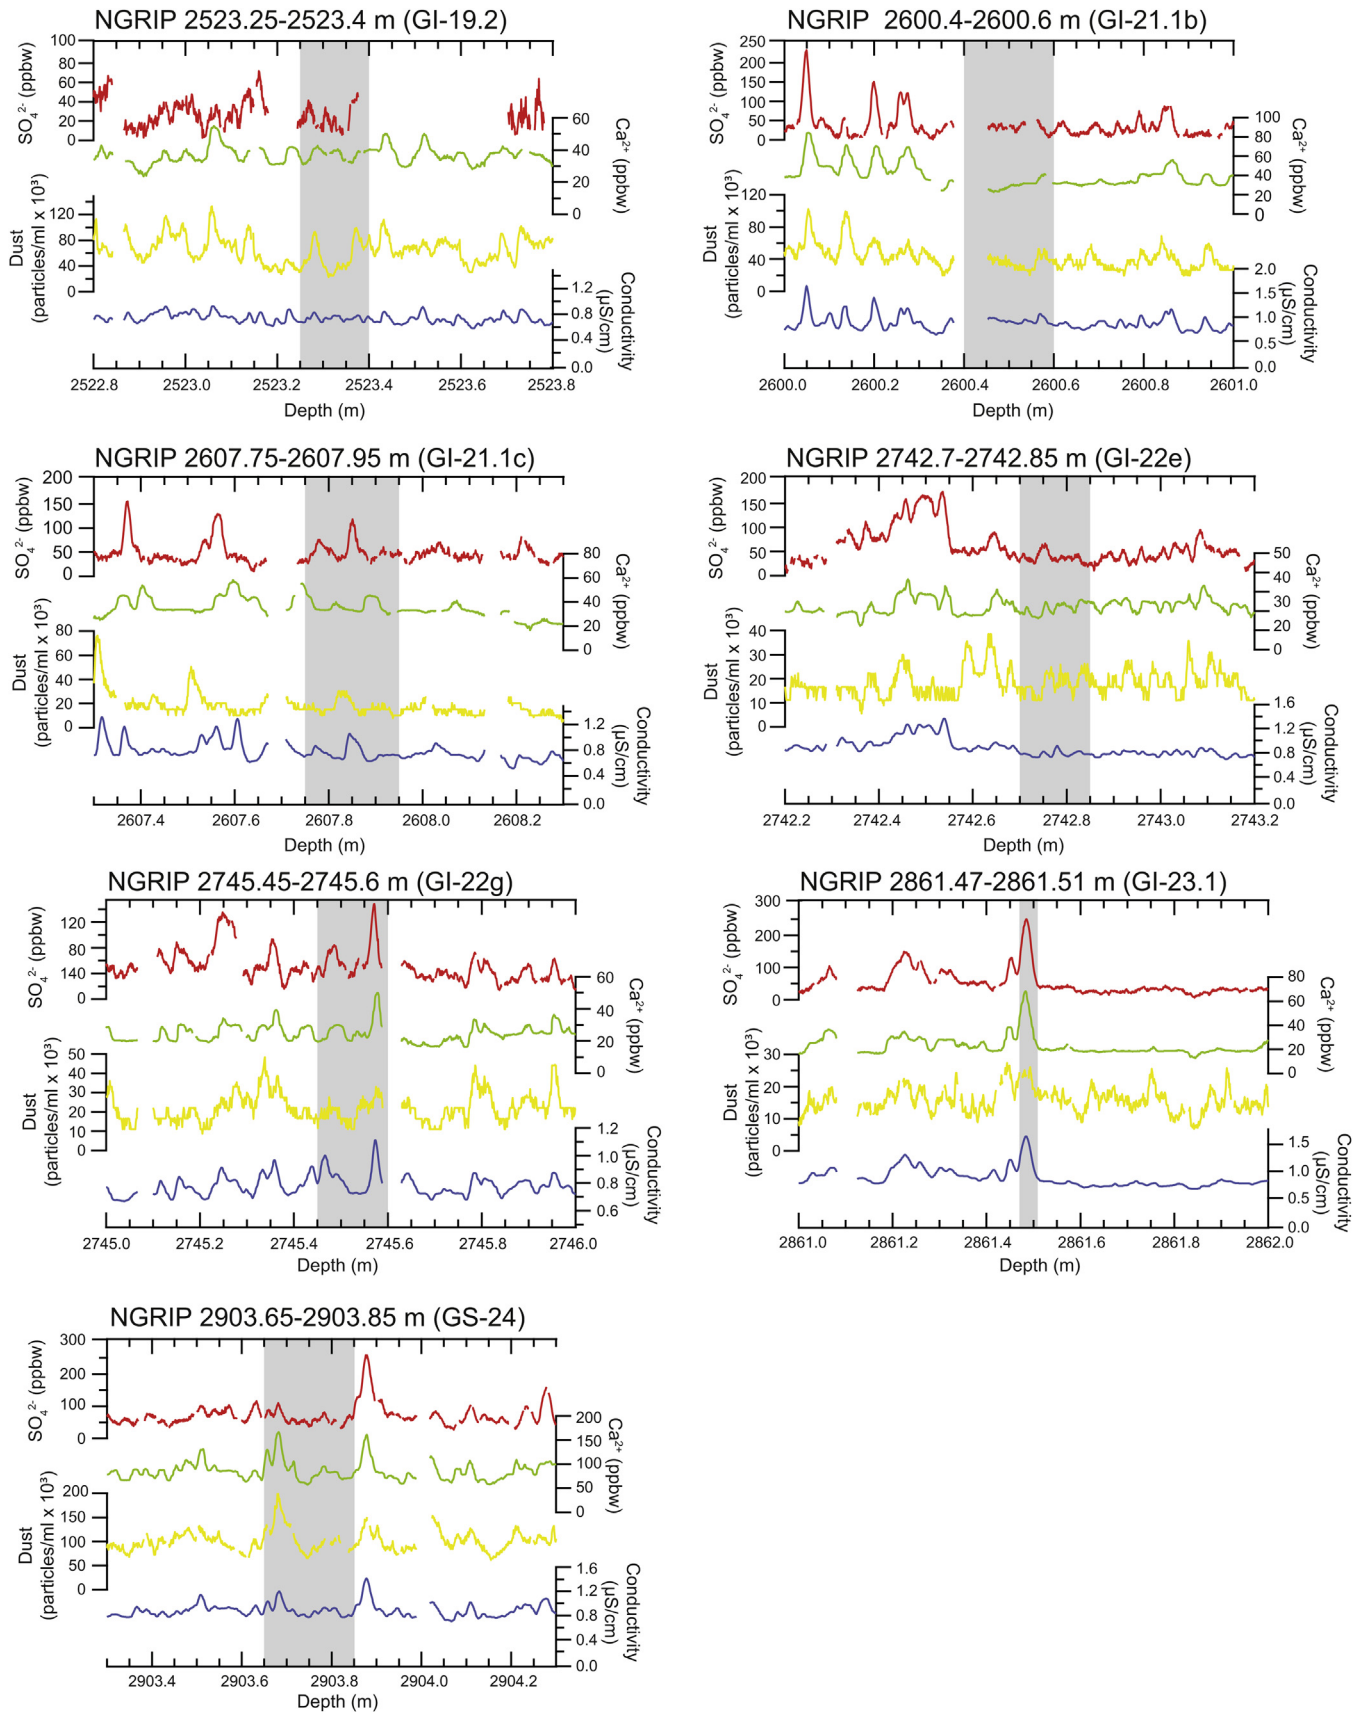 NGRIP 2523.25-2523.4 m (GI-19.2)
100
80
60
40
20
0
SO₄²⁻ (ppbw)
60
40
20
0
Ca²⁺ (ppbw)
120
80
40
0
Dust
(particles/ml x 10³)
1.2
0.8
0.4
0.0
Conductivity
(µS/cm)
2522.8 2523.0 2523.2 2523.4 2523.6 2523.8
Depth (m)
NGRIP 2600.4-2600.6 m (GI-21.1b)
250
200
150
100
50
0
SO₄²⁻ (ppbw)
100
80
60
40
20
0
Ca²⁺ (ppbw)
120
80
40
0
Dust
(particles/ml x 10³)
2.0
1.5
1.0
0.5
0.0
Conductivity
(µS/cm)
2600.0 2600.2 2600.4 2600.6 2600.8 2601.0
Depth (m)
NGRIP 2607.75-2607.95 m (GI-21.1c)
200
150
100
50
0
SO₄²⁻ (ppbw)
80
60
40
20
0
Ca²⁺ (ppbw)
80
60
40
20
0
Dust
(particles/ml x 10³)
1.2
0.8
0.4
0.0
Conductivity
(µS/cm)
2607.4 2607.6 2607.8 2608.0 2608.2
Depth (m)
NGRIP 2742.7-2742.85 m (GI-22e)
200
150
100
50
0
SO₄²⁻ (ppbw)
50
40
30
20
0
Ca²⁺ (ppbw)
40
30
20
10
0
Dust
(particles/ml x 10³)
1.6
1.2
0.8
0.4
0.0
Conductivity
(µS/cm)
2742.2 2742.4 2742.6 2742.8 2743.0 2743.2
Depth (m)
NGRIP 2745.45-2745.6 m (GI-22g)
120
80
140
0
SO₄²⁻ (ppbw)
60
40
20
0
Ca²⁺ (ppbw)
50
40
30
20
10
0
Dust
(particles/ml x 10³)
1.2
1.0
0.8
0.6
Conductivity
(µS/cm)
2745.0 2745.2 2745.4 2745.6 2745.8 2746.0
Depth (m)
NGRIP 2861.47-2861.51 m (GI-23.1)
300
200
100
0
SO₄²⁻ (ppbw)
80
60
40
20
0
Ca²⁺ (ppbw)
30
20
10
0
Dust
(particles/ml x 10³)
1.5
1.0
0.5
0.0
Conductivity
(µS/cm)
2861.0 2861.2 2861.4 2861.6 2861.8 2862.0
Depth (m)
NGRIP 2903.65-2903.85 m (GS-24)
300
200
100
0
SO₄²⁻ (ppbw)
200
150
100
50
0
Ca²⁺ (ppbw)
200
150
100
50
0
Dust
(particles/ml x 10³)
1.6
1.2
0.8
0.4
0.0
Conductivity
(µS/cm)
2903.4 2903.6 2903.8 2904.0 2904.2
Depth (m)